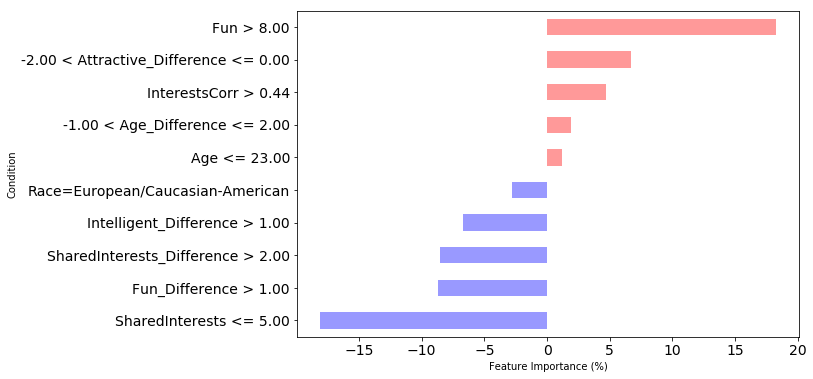 Fun > 8.00
-2.00 < Attractive_Difference <= 0.00
InterestsCorr > 0.44
-1.00 < Age_Difference <= 2.00
Age <= 23.00
Race=European/Caucasian-American
Intelligent_Difference > 1.00
SharedInterests_Difference > 2.00
Fun_Difference > 1.00
SharedInterests <= 5.00
Condition
−15 −10 −5 0 5 10 15 20
Feature Importance (%)